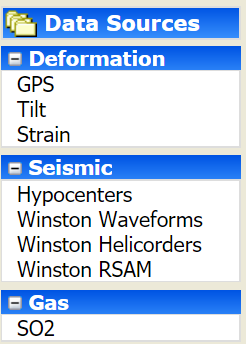 Data Sources
Deformation
GPS
Tilt
Strain
Seismic
Hypocenters
Winston Waveforms
Winston Helicorders
Winston RSAM
Gas
SO2